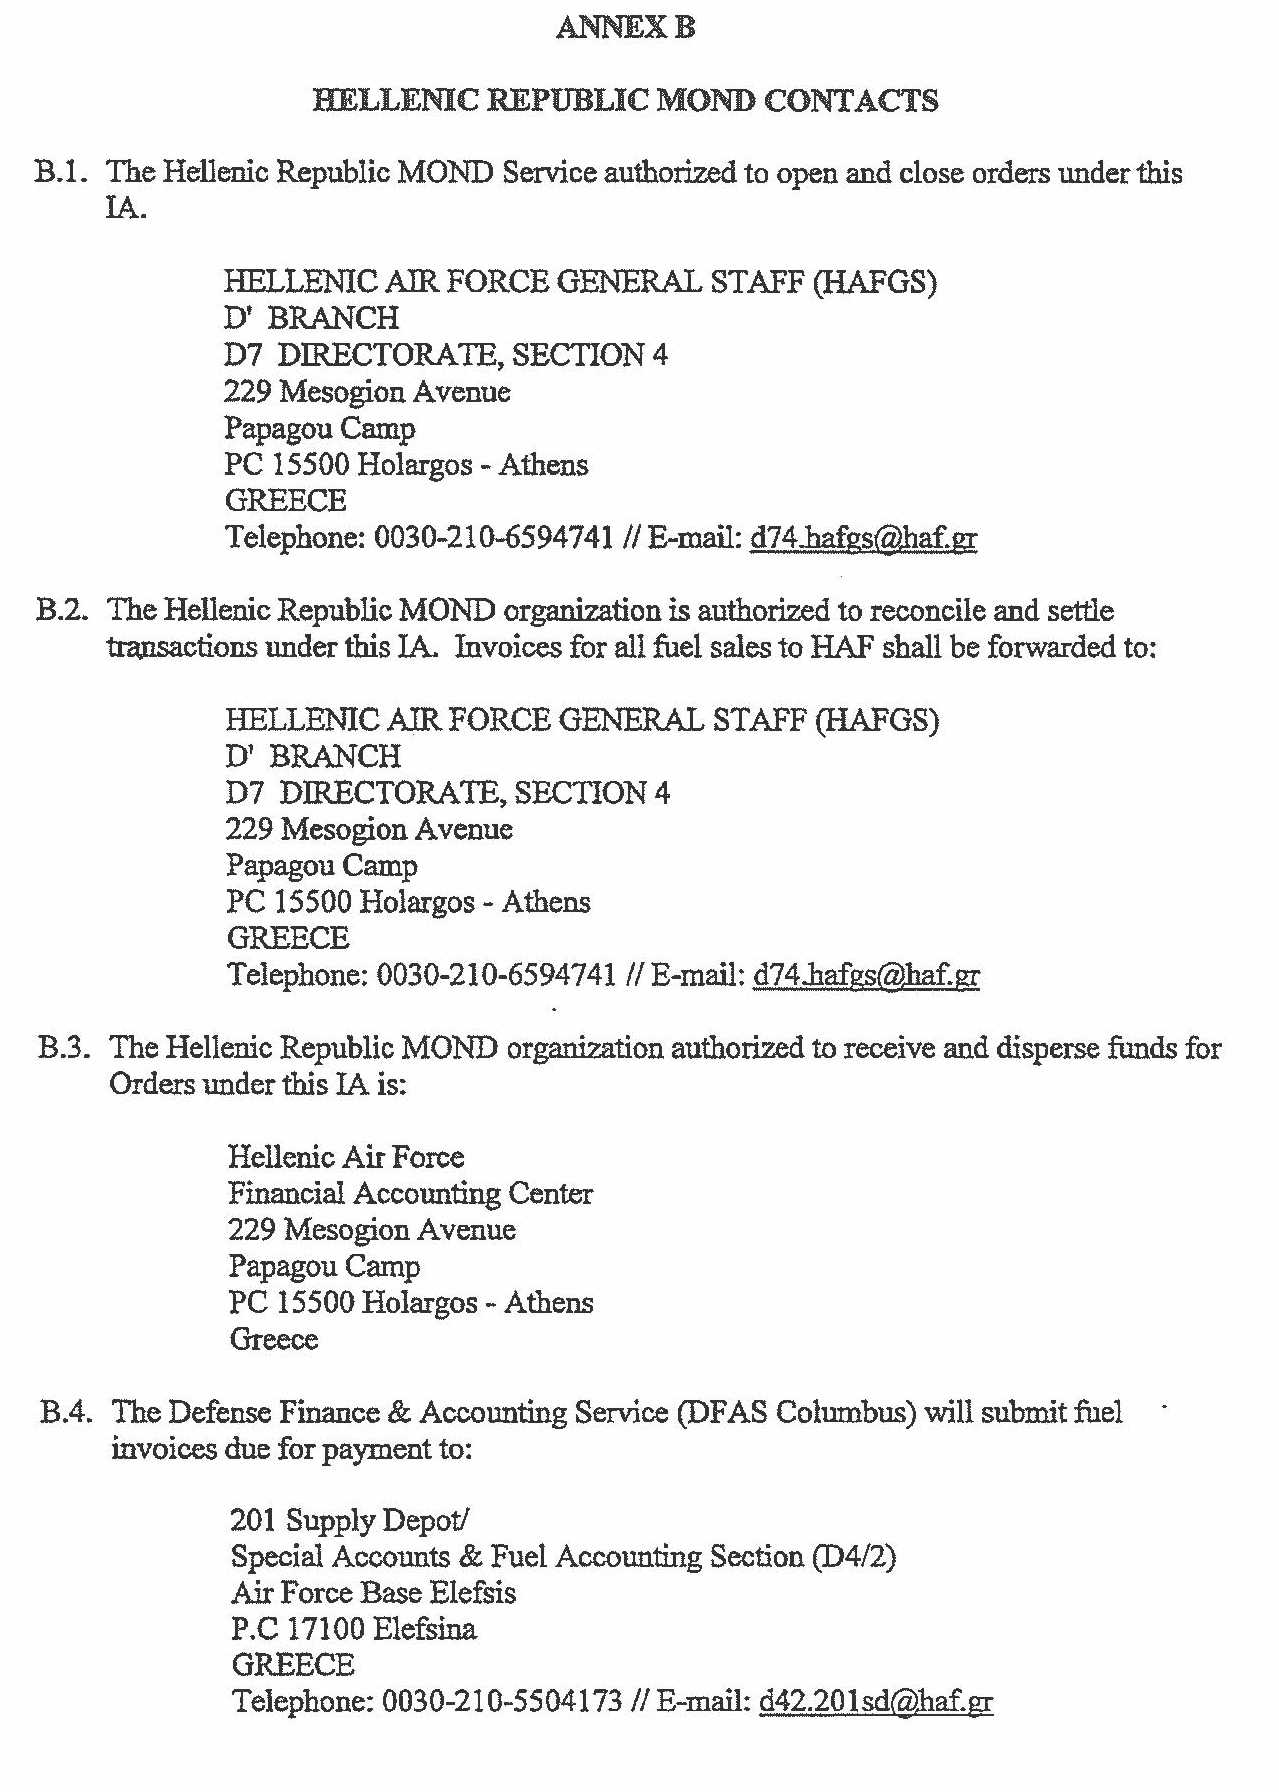 ANNEX B
HELLENIC REPUBLIC MOND CONTACTS
B.1. The Hellenic Republic MOND Service authorized to open and close orders under this
IA.
HELLENIC AIR FORCE GENERAL STAFF (HAFGS)
D' BRANCH
D7 DIRECTORATE, SECTION 4
229 Mesogion Avenue
Papagou Camp
PC 15500 Holargos - Athens
GREECE
Telephone: 0030-210-6594741 // E-mail: d74.hafgs@haf.gr
B.2. The Hellenic Republic MOND organization is authorized to reconcile and settle
transactions under this IA. Invoices for all fuel sales to HAF shall be forwarded to:
HELLENIC AIR FORCE GENERAL STAFF (HAFGS)
D' BRANCH
D7 DIRECTORATE, SECTION 4
229 Mesogion Avenue
Papagou Camp
PC 15500 Holargos - Athens
GREECE
Telephone: 0030-210-6594741 // E-mail: d74.hafgs@haf.gr
B.3. The Hellenic Republic MOND organization authorized to receive and disperse funds for
Orders under this IA is:
Hellenic Air Force
Financial Accounting Center
229 Mesogion Avenue
Papagou Camp
PC 15500 Holargos - Athens
Greece
B.4. The Defense Finance & Accounting Service (DFAS Columbus) will submit fuel
invoices due for payment to:
201 Supply Depot/
Special Accounts & Fuel Accounting Section (D4/2)
Air Force Base Elefsis
P.C 17100 Elefsina
GREECE
Telephone: 0030-210-5504173 // E-mail: d42.201sd@haf.gr